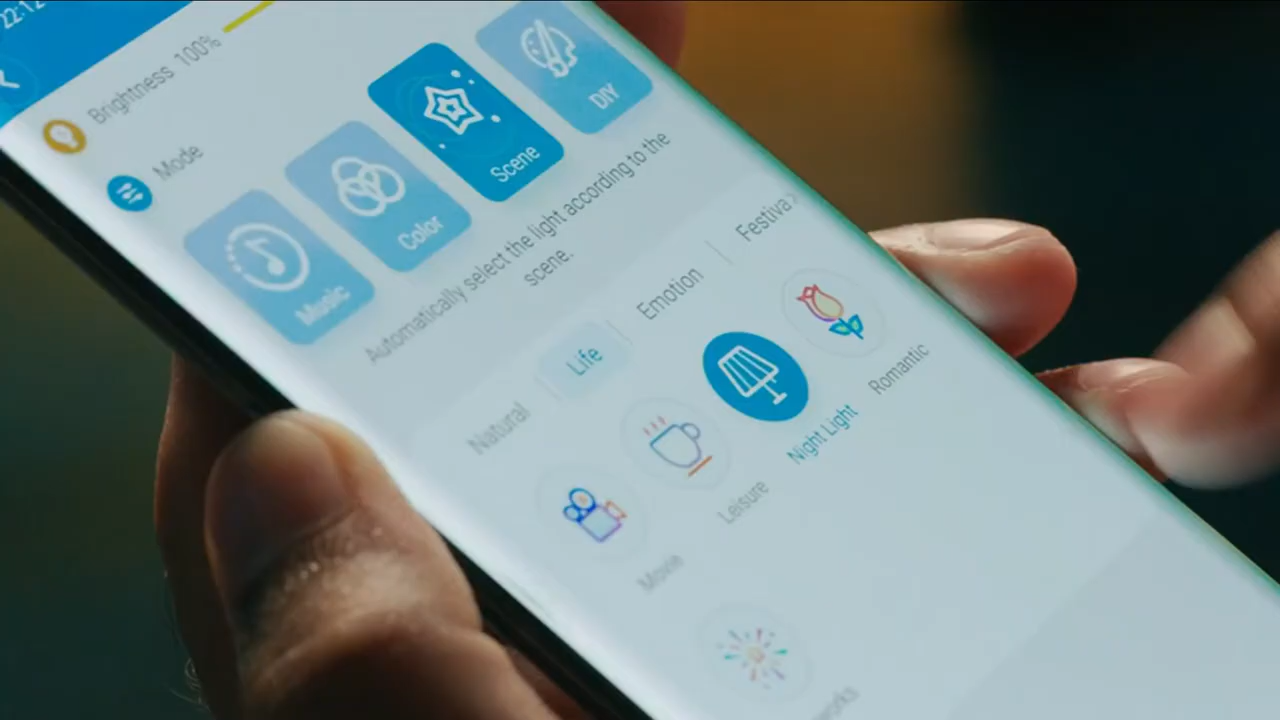 Brightness 100%
Mode
Music
Color
Scene
DIY
Automatically select the light according to the
scene.
Natural
Life
Emotion
Festiva
Movie
Leisure
Night Light
Romantic